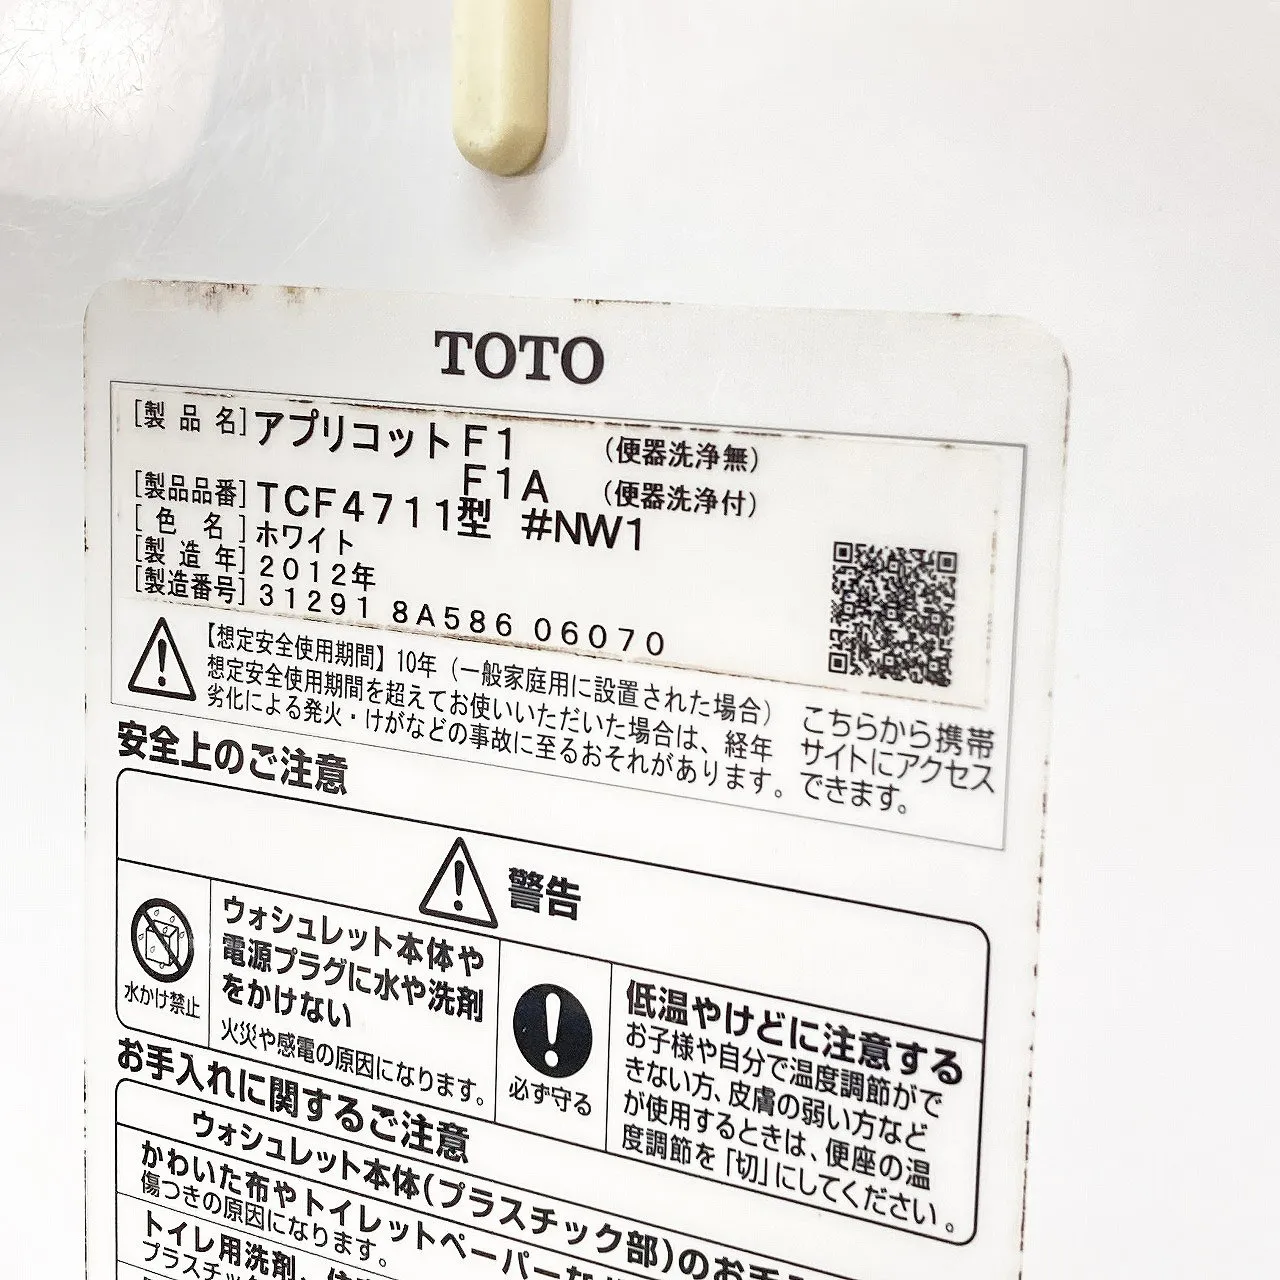 TOTO
[製品名]アプリコットF1 (便器洗浄無)
F1A (便器洗浄付)
[製品品番]TCF4711型 #NW1
[色名]ホワイト
[製造年]2012年
[製造番号]31291 8A586 06070
【想定安全使用期間】10年（一般家庭用に設置された場合）
想定安全使用期間を超えてお使いいただいた場合は、経年
劣化による発火・けがなどの事故に至るおそれがあります。
こちらから携帯
サイトにアクセス
できます。
安全上のご注意
警告
水かけ禁止
ウォシュレット本体や
電源プラグに水や洗剤
をかけない
火災や感電の原因になります。
必ず守る
低温やけどに注意する
お子様や自分で温度調節がで
きない方、皮膚の弱い方など
が使用するときは、便座の温
度調節を「切」にしてください。
お手入れに関するご注意
ウォシュレット本体(プラスチック部)のお手
かわいた布やトイレットペーパー
傷つきの原因になります。
トイレ用洗剤、
プラスチック